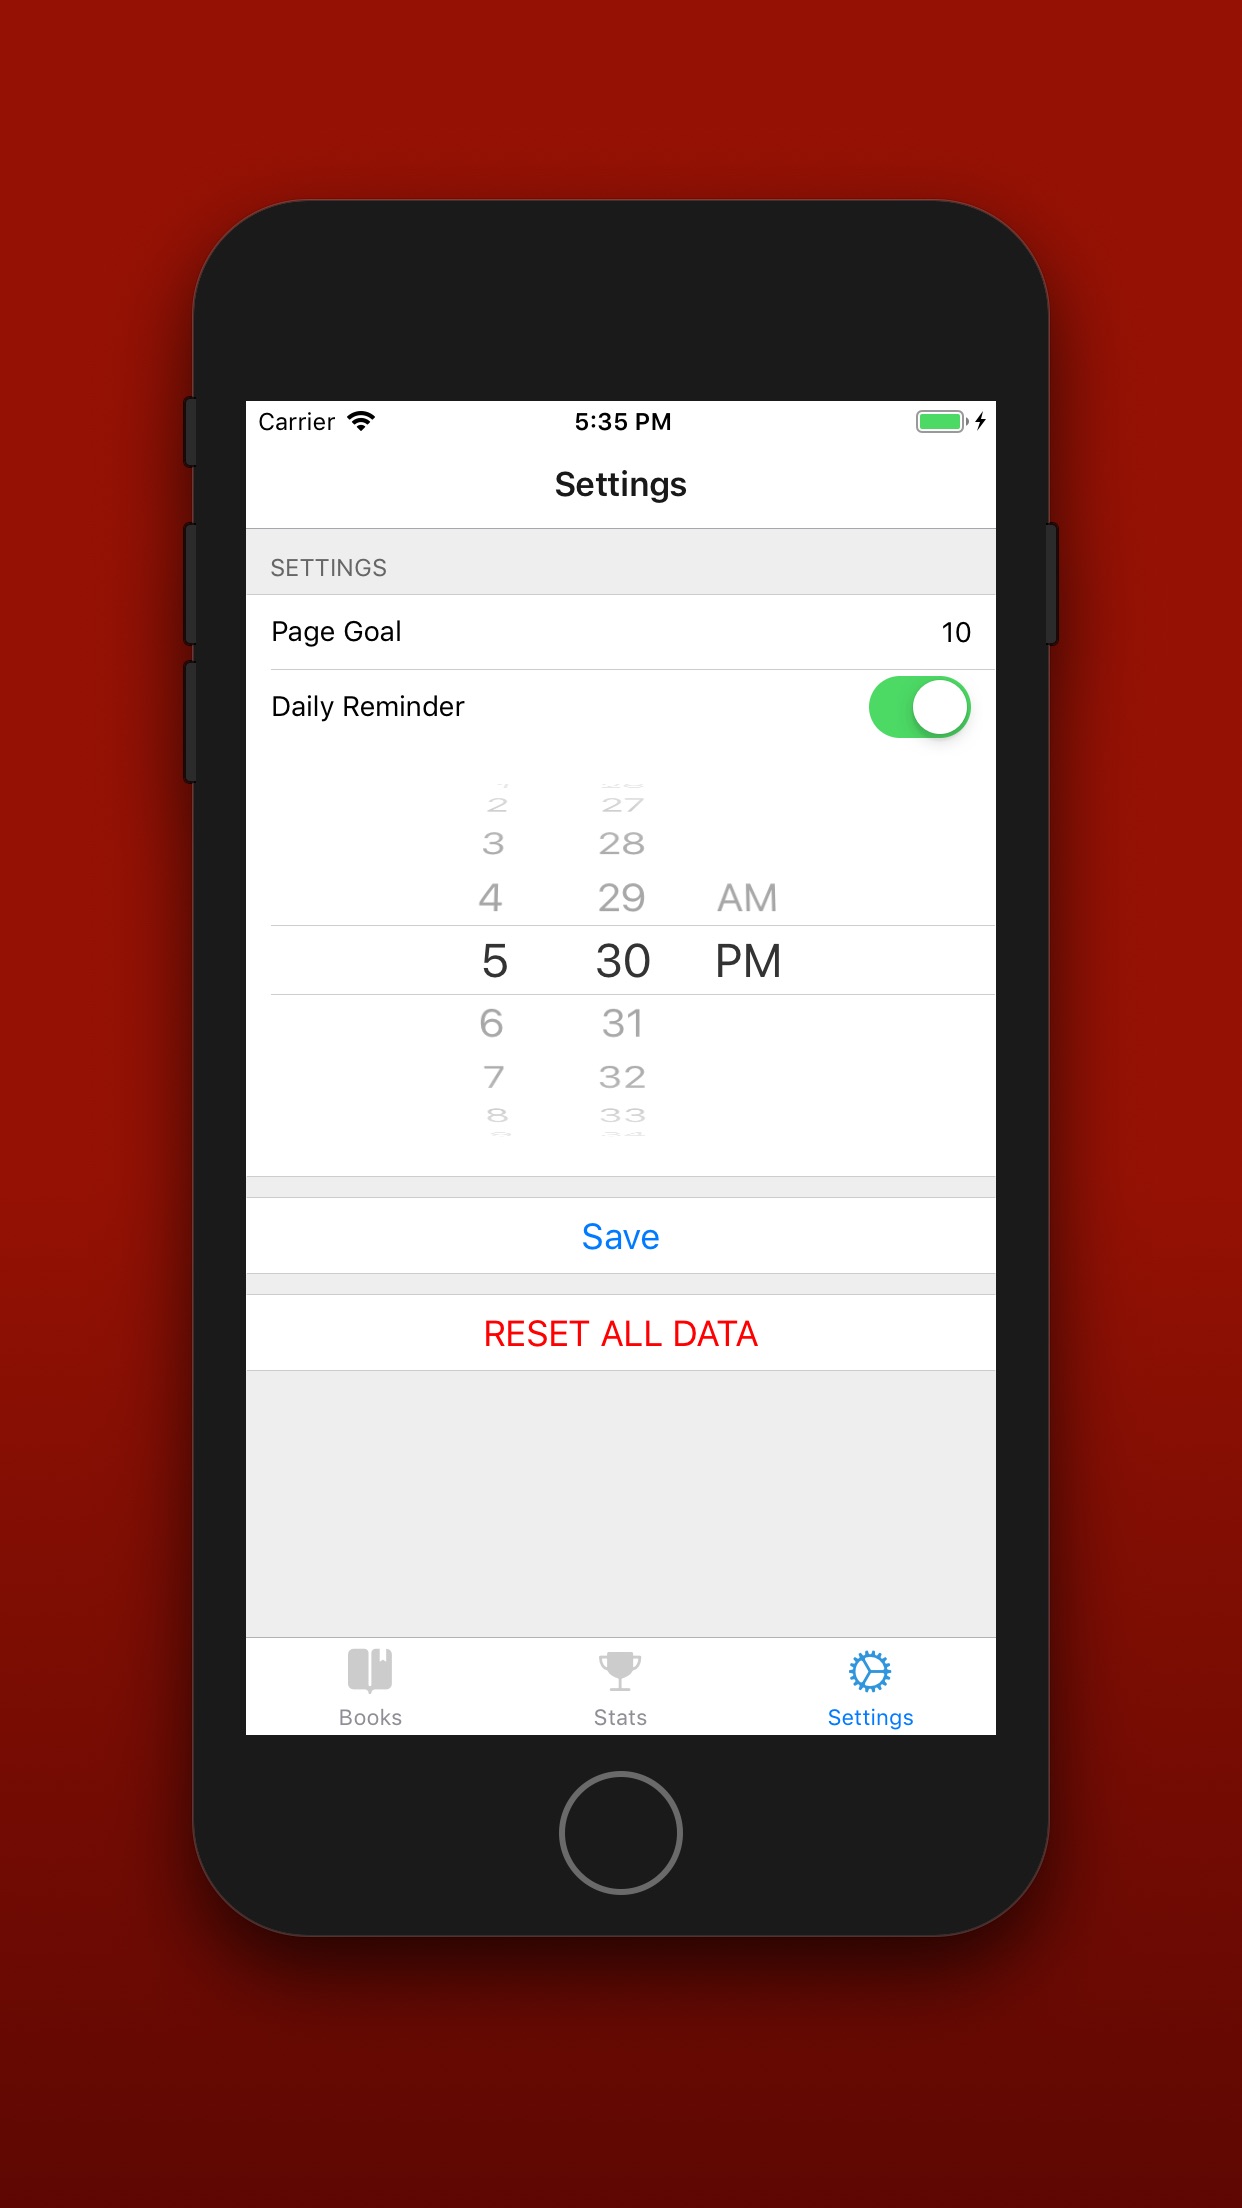 Carrier 5:35 PM
Settings
SETTINGS
Page Goal 10
Daily Reminder
2 27
3 28
4 29 AM
5 30 PM
6 31
7 32
8 33
Save
RESET ALL DATA
Books Stats Settings